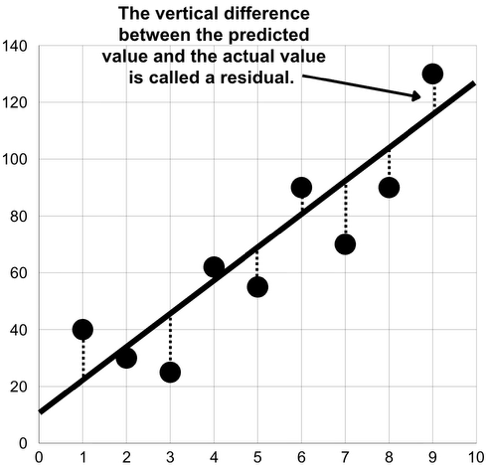 The vertical difference
between the predicted
value and the actual value
is called a residual.
140
120
100
80
60
40
20
0
0 1 2 3 4 5 6 7 8 9 10